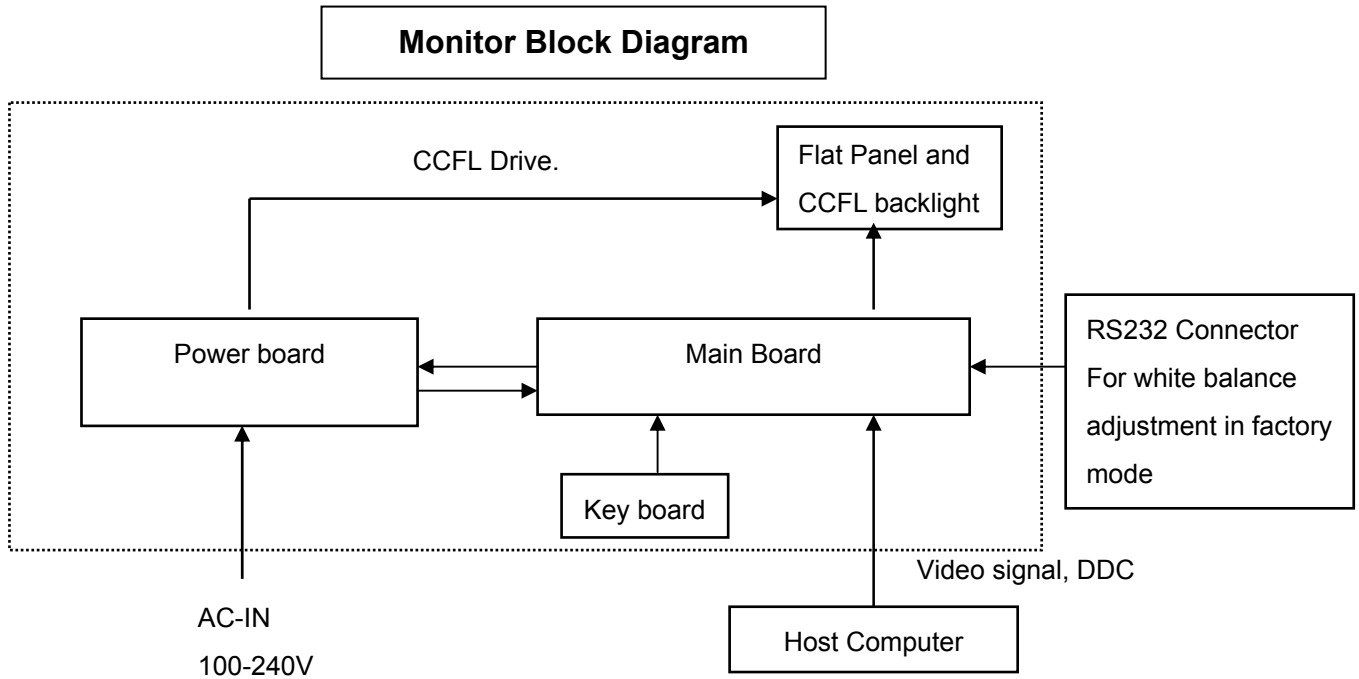 Monitor Block Diagram
CCFL Drive.
Flat Panel and
CCFL backlight
Power board
Main Board
RS232 Connector
For white balance
adjustment in factory
mode
Key board
Video signal, DDC
AC-IN
100-240V
Host Computer